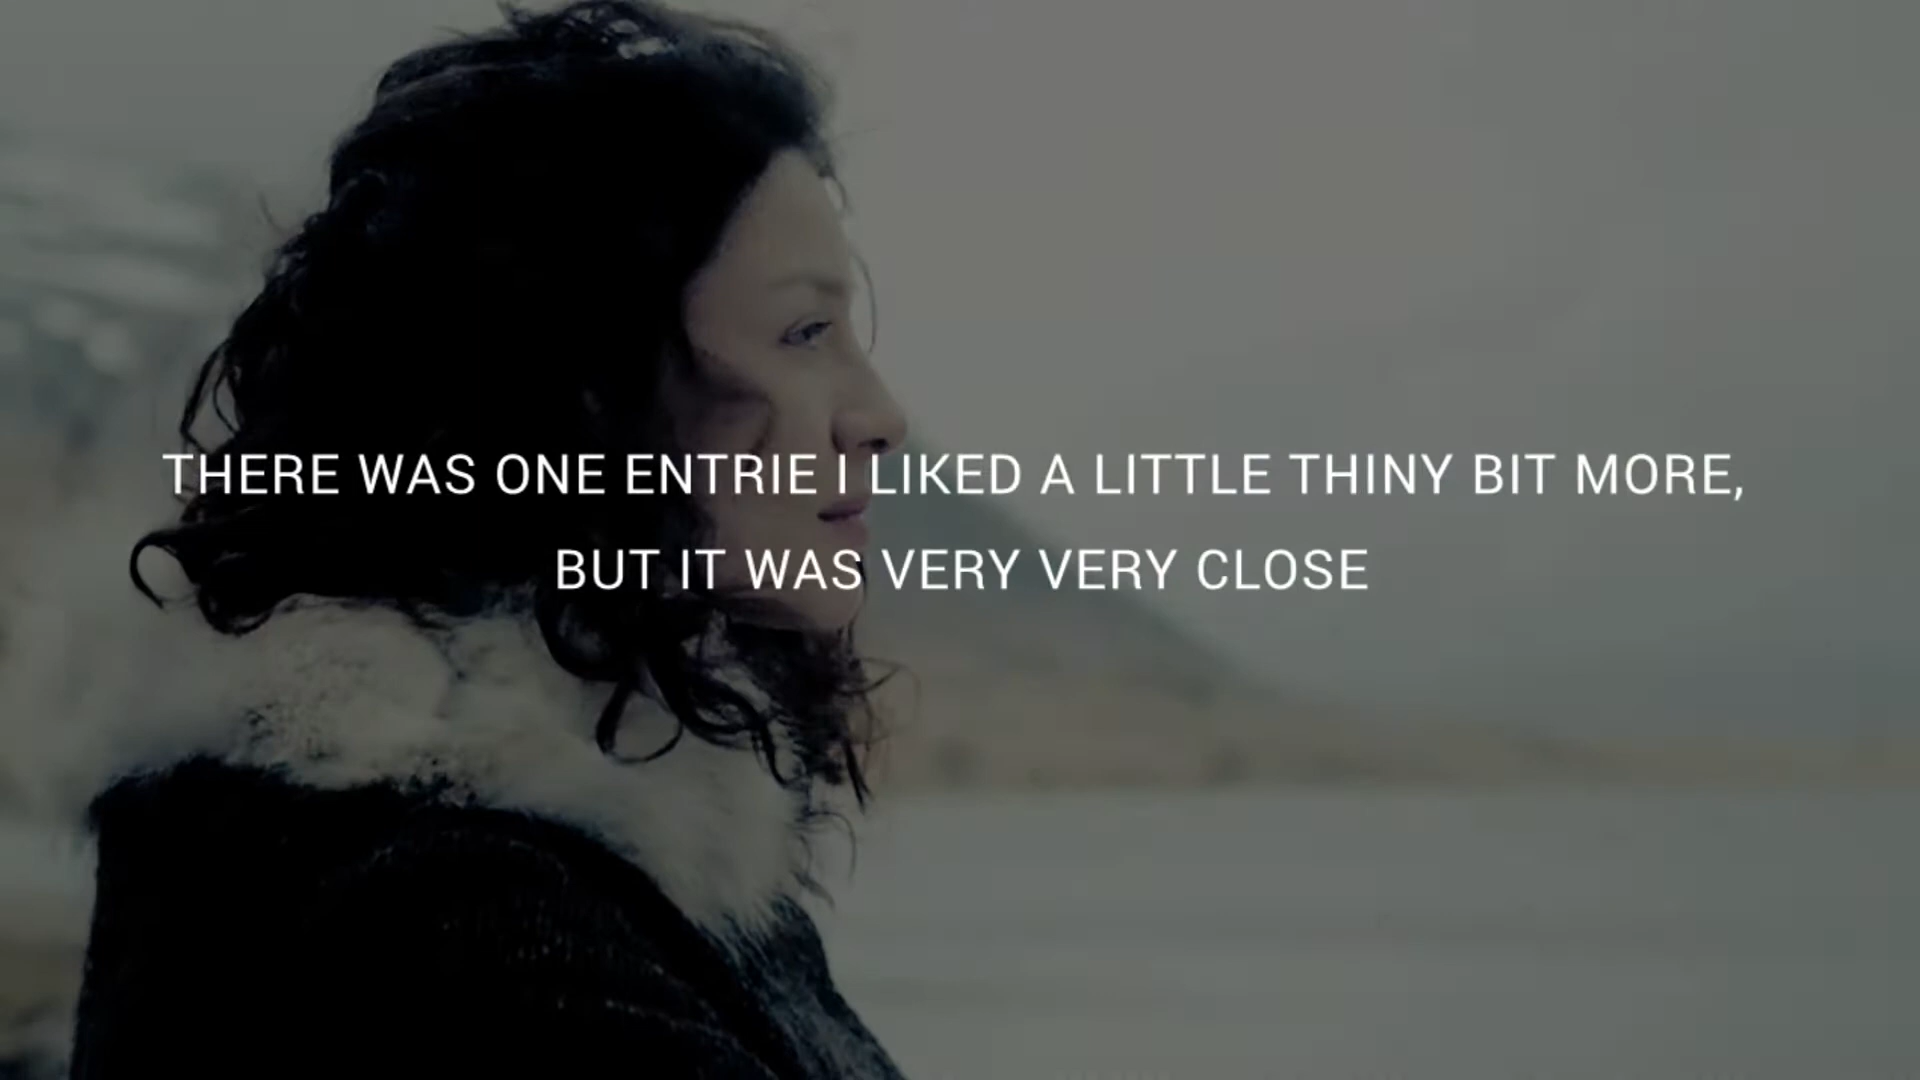 THERE WAS ONE ENTRIE I LIKED A LITTLE THINY BIT MORE,
BUT IT WAS VERY VERY CLOSE